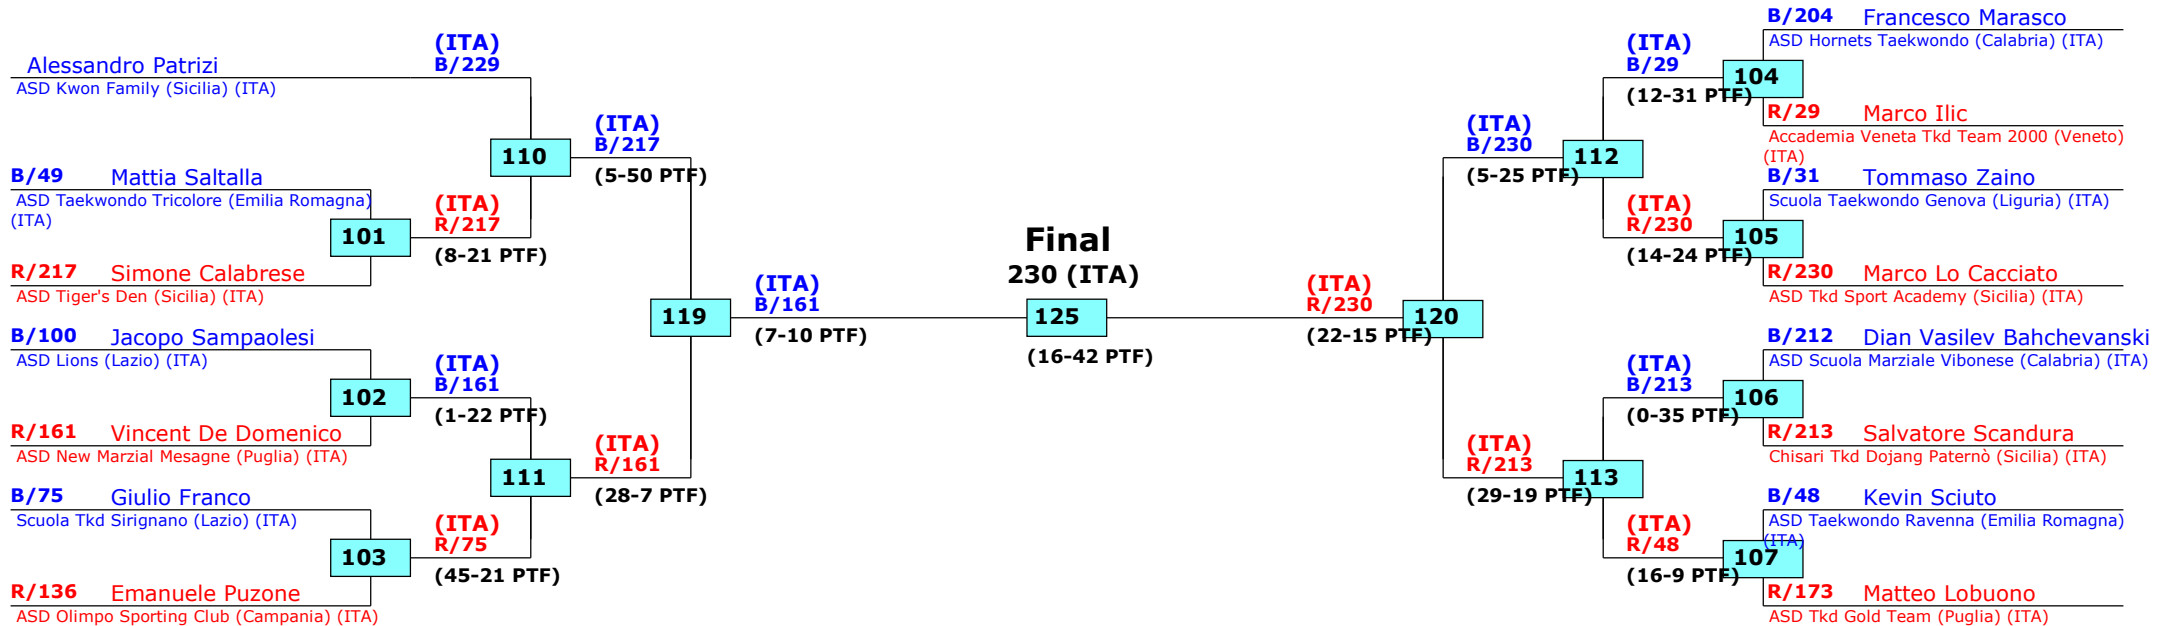 Alessandro Patrizi
ASD Kwon Family (Sicilia) (ITA)
B/49 Mattia Saltalla
ASD Taekwondo Tricolore (Emilia Romagna)
(ITA)
101
R/217 Simone Calabrese
ASD Tiger's Den (Sicilia) (ITA)
B/100 Jacopo Sampaolesi
ASD Lions (Lazio) (ITA)
102
R/161 Vincent De Domenico
ASD New Marzial Mesagne (Puglia) (ITA)
B/75 Giulio Franco
Scuola Tkd Sirignano (Lazio) (ITA)
103
R/136 Emanuele Puzone
ASD Olimpo Sporting Club (Campania) (ITA)
(ITA)
B/229
110
(ITA)
R/217
(8-21 PTF)
(ITA)
B/161
(1-22 PTF)
111
(ITA)
R/75
(45-21 PTF)
(ITA)
B/217
(5-50 PTF)
119
(ITA)
R/161
(28-7 PTF)
(ITA)
B/161
(7-10 PTF)
Final
230 (ITA)
125
(16-42 PTF)
(ITA)
R/230
(22-15 PTF)
120
(ITA)
B/230
(5-25 PTF)
112
(ITA)
R/213
(29-19 PTF)
113
(ITA)
B/29
(12-31 PTF)
104
(ITA)
R/230
(14-24 PTF)
105
(ITA)
B/213
(0-35 PTF)
106
(ITA)
R/48
(16-9 PTF)
107
B/204 Francesco Marasco
ASD Hornets Taekwondo (Calabria) (ITA)
R/29 Marco Ilic
Accademia Veneta Tkd Team 2000 (Veneto)
(ITA)
B/31 Tommaso Zaino
Scuola Taekwondo Genova (Liguria) (ITA)
R/230 Marco Lo Cacciato
ASD Tkd Sport Academy (Sicilia) (ITA)
B/212 Dian Vasilev Bahchevanski
ASD Scuola Marziale Vibonese (Calabria) (ITA)
R/213 Salvatore Scandura
Chisari Tkd Dojang Paternò (Sicilia) (ITA)
B/48 Kevin Sciuto
ASD Taekwondo Ravenna (Emilia Romagna)
(ITA)
R/173 Matteo Lobuono
ASD Tkd Gold Team (Puglia) (ITA)